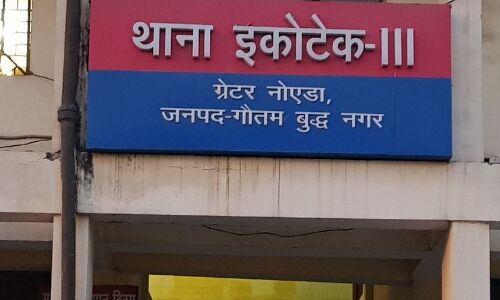 थाना इकोटेक-III
ग्रेटर नोएडा,
जनपद-गौतम बुद्ध नगर